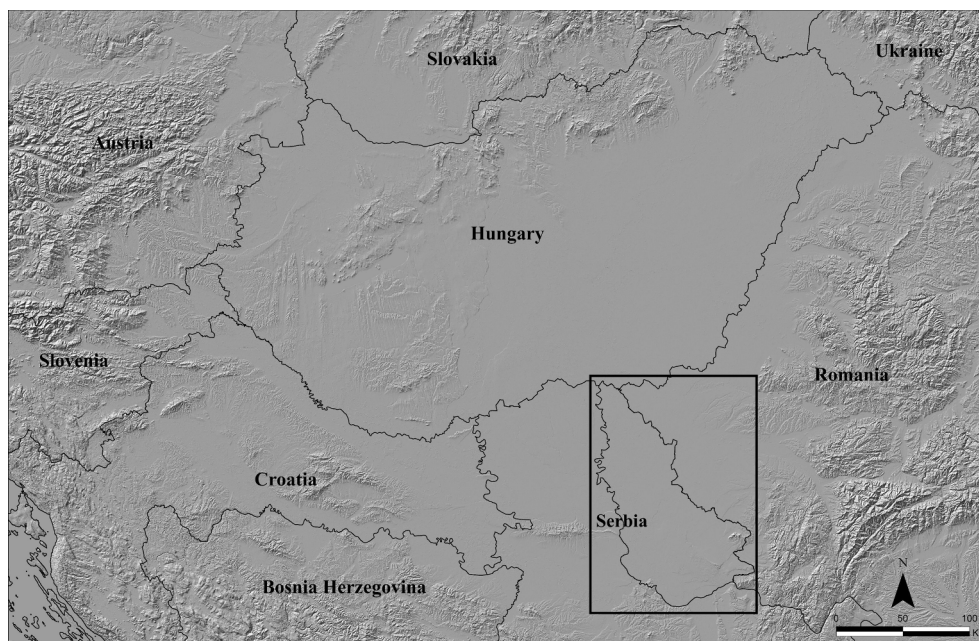 Slovakia
Ukraine
Austria
Hungary
Slovenia
Romania
Croatia
Serbia
Bosnia Herzegovina
N
0 50 100